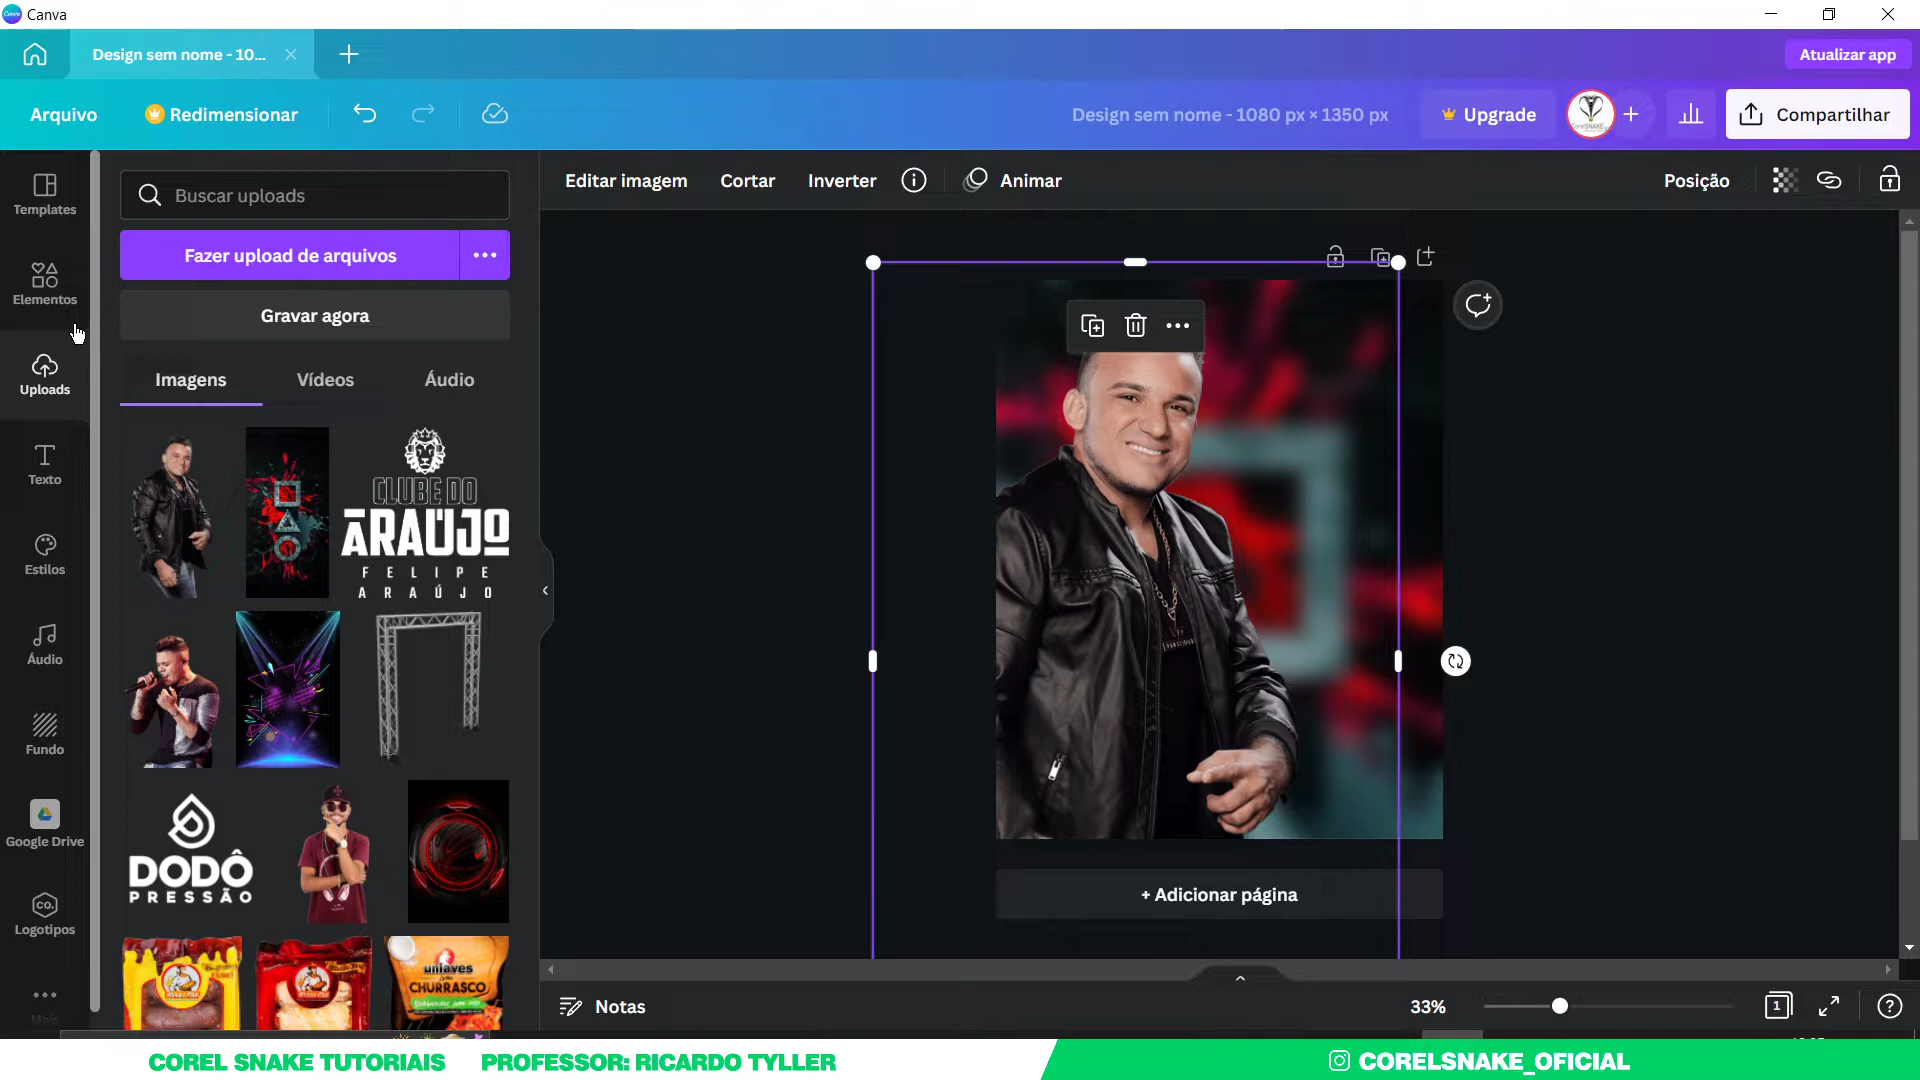 Canva
Design sem nome - 10...
Atualizar app
Arquivo
Redimensionar
Design sem nome - 1080 px × 1350 px
Upgrade
Compartilhar
Templates
Elementos
Uploads
Texto
Estilos
Áudio
Fundo
Google Drive
CO.
Logotipos
Buscar uploads
Fazer upload de arquivos
Gravar agora
Imagens
Vídeos
Áudio
CLUBE DO
ARAÚJO
FELIPE
ARAÚJO
DODÔ
PRESSÃO
uniaves
CHURRASCO
Editar imagem
Cortar
Inverter
Animar
Posição
+ Adicionar página
Notas
33%
1
COREL SNAKE TUTORIAIS
PROFESSOR: RICARDO TYLLER
CORELSNAKE_OFICIAL